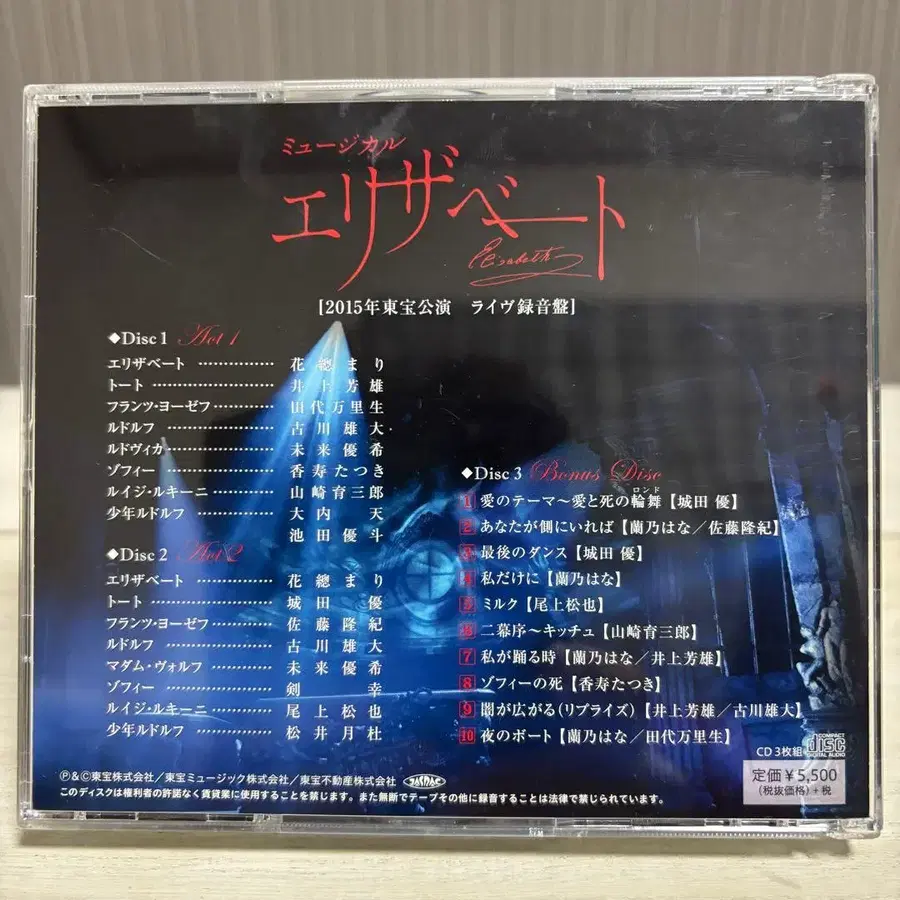 ミュージカル
エリザベート
Elisabeth
[2015年東宝公演　ライヴ録音盤]
◆Disc 1 Act 1
エリザベート ………… 花總まり
トート ………… 井上芳雄
フランツ・ヨーゼフ ………… 田代万里生
ルドルフ ………… 古川雄大
ルドヴィカ ………… 未来優希
ゾフィー ………… 香寿たつき
ルイジ・ルキーニ ………… 山崎育三郎
少年ルドルフ ………… 大内天
池田優斗
◆Disc 2 Act 2
エリザベート ………… 花總まり
トート ………… 城田優
フランツ・ヨーゼフ ………… 佐藤隆紀
ルドルフ ………… 古川雄大
マダム・ヴォルフ ………… 未来優希
ゾフィー ………… 剣幸
ルイジ・ルキーニ ………… 尾上松也
少年ルドルフ ………… 松井月杜
◆Disc 3 Bonus Disc
ロンド
1 愛のテーマ～愛と死の輪舞【城田 優】
2 あなたが側にいれば【蘭乃はな／佐藤隆紀】
3 最後のダンス【城田 優】
4 私だけに【蘭乃はな】
5 ミルク【尾上松也】
6 二幕序～キッチュ【山崎育三郎】
7 私が踊る時【蘭乃はな／井上芳雄】
8 ゾフィーの死【香寿たつき】
9 闇が広がる(リプライズ)【井上芳雄／古川雄大】
10 夜のボート【蘭乃はな／田代万里生】
CD 3枚組
COMPACT
disc
DIGITAL AUDIO
定価￥5,500
(税抜価格)+税
Ⓟ&Ⓒ東宝株式会社／東宝ミュージック株式会社／東宝不動産株式会社 JASRAC
このディスクは権利者の許諾なく賃貸業に使用することを禁じます。また無断でテープその他に録音することは法律で禁じられています。